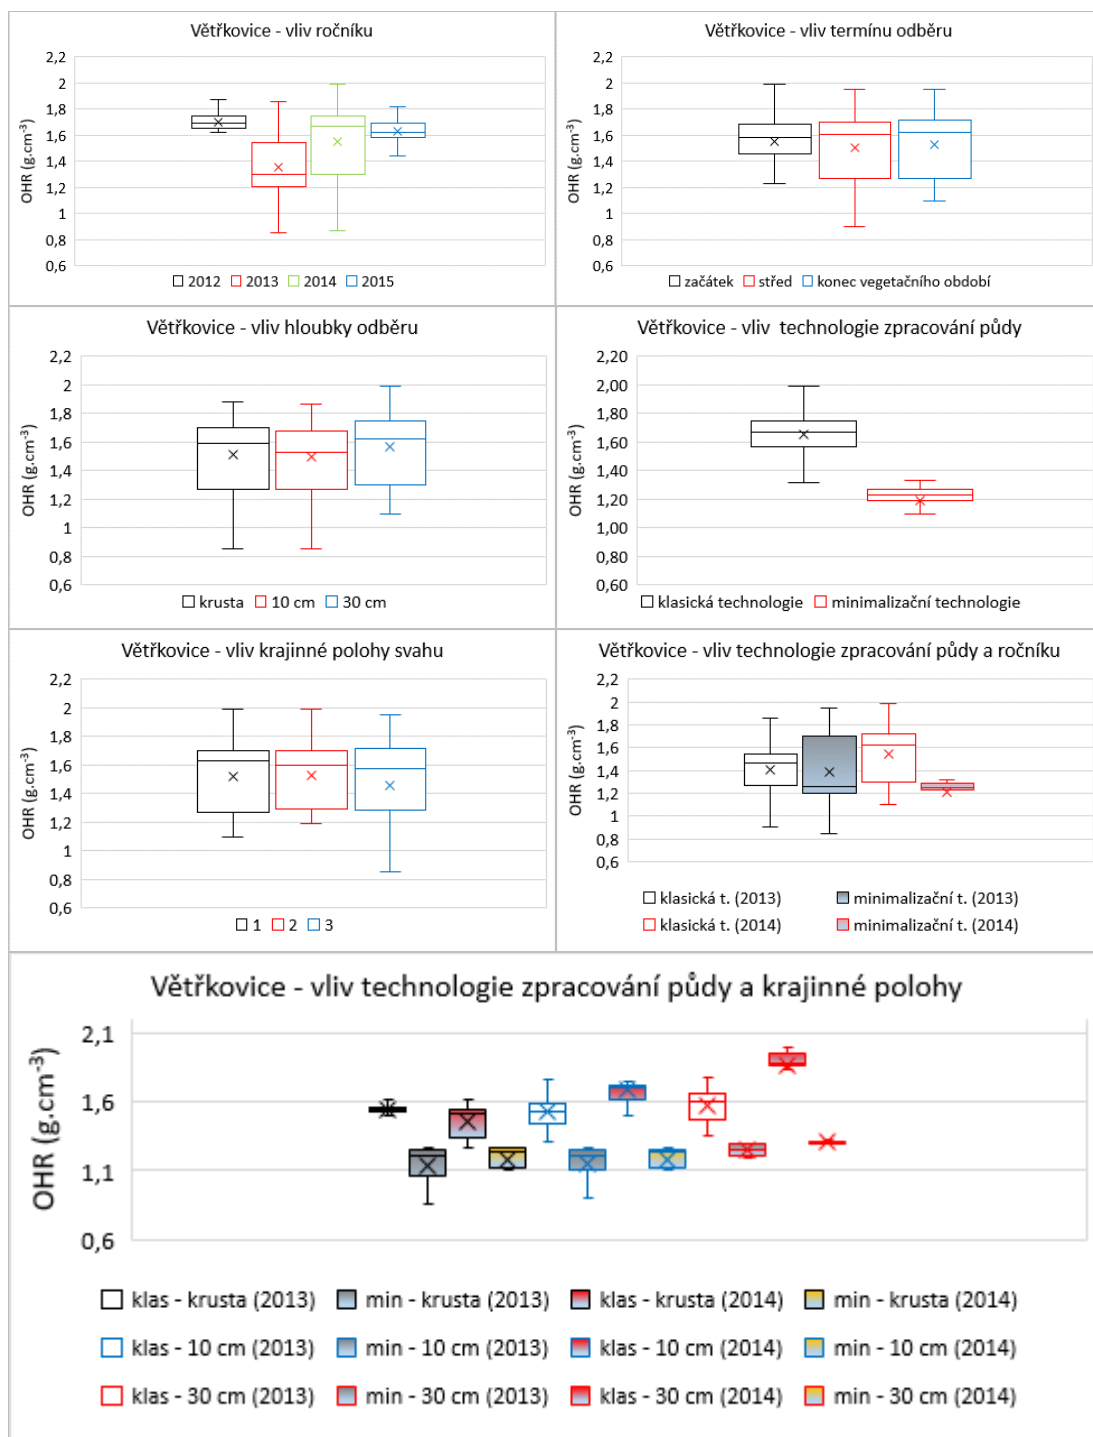 Větřkovice - vliv ročníku
OHR (g.cm⁻³)
2,2
2
1,8
1,6
1,4
1,2
1
0,8
0,6
2012 2013 2014 2015
Větřkovice - vliv termínu odběru
OHR (g.cm⁻³)
2,2
2
1,8
1,6
1,4
1,2
1
0,8
0,6
začátek střed konec vegetačního období
Větřkovice - vliv hloubky odběru
OHR (g.cm⁻³)
2,2
2
1,8
1,6
1,4
1,2
1
0,8
0,6
krusta 10 cm 30 cm
Větřkovice - vliv technologie zpracování půdy
OHR (g.cm⁻³)
2,20
2,00
1,80
1,60
1,40
1,20
1,00
0,80
0,60
klasická technologie minimalizační technologie
Větřkovice - vliv krajinné polohy svahu
OHR (g.cm⁻³)
2,2
2
1,8
1,6
1,4
1,2
1
0,8
0,6
1 2 3
Větřkovice - vliv technologie zpracování půdy a ročníku
OHR (g.cm⁻³)
2,2
2
1,8
1,6
1,4
1,2
1
0,8
0,6
klasická t. (2013) minimalizační t. (2013)
klasická t. (2014) minimalizační t. (2014)
Větřkovice - vliv technologie zpracování půdy a krajinné polohy
OHR (g.cm⁻³)
2,1
1,6
1,1
0,6
klas - krusta (2013) min - krusta (2013) klas - krusta (2014) min - krusta (2014)
klas - 10 cm (2013) min - 10 cm (2013) klas - 10 cm (2014) min - 10 cm (2014)
klas - 30 cm (2013) min - 30 cm (2013) klas - 30 cm (2014) min - 30 cm (2014)